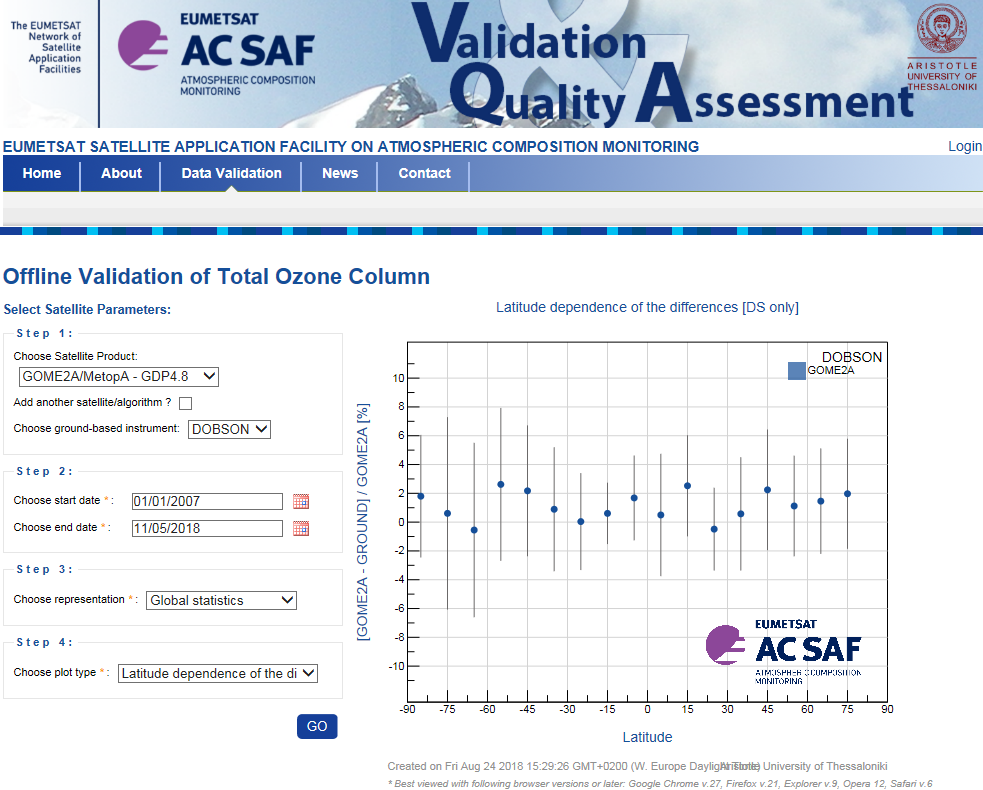 The EUMETSAT
Network of
Satellite
Application
Facilities
EUMETSAT
AC SAF
ATMOSPHERIC COMPOSITION
MONITORING
Validation
&
Quality Assessment
ARISTOTLE
UNIVERSITY OF
THESSALONIKI
EUMETSAT SATELLITE APPLICATION FACILITY ON ATMOSPHERIC COMPOSITION MONITORING
Login
Home About Data Validation News Contact
Offline Validation of Total Ozone Column
Select Satellite Parameters:
Step 1:
Choose Satellite Product:
GOME2A/MetopA - GDP4.8
Add another satellite/algorithm ?
Choose ground-based instrument: DOBSON
Step 2:
Choose start date * : 01/01/2007
Choose end date * : 11/05/2018
Step 3:
Choose representation * : Global statistics
Step 4:
Choose plot type * : Latitude dependence of the di
GO
Latitude dependence of the differences [DS only]
DOBSON
GOME2A
[GOME2A - GROUND] / GOME2A [%]
10
8
6
4
2
0
-2
-4
-6
-8
-10
EUMETSAT
AC SAF
ATMOSPHERIC COMPOSITION
MONITORING
-90 -75 -60 -45 -30 -15 0 15 30 45 60 75 90
Latitude
Created on Fri Aug 24 2018 15:29:26 GMT+0200 (W. Europe Daylight Time) Aristotle University of Thessaloniki
* Best viewed with following browser versions or later: Google Chrome v.27, Firefox v.21, Explorer v.9, Opera 12, Safari v.6